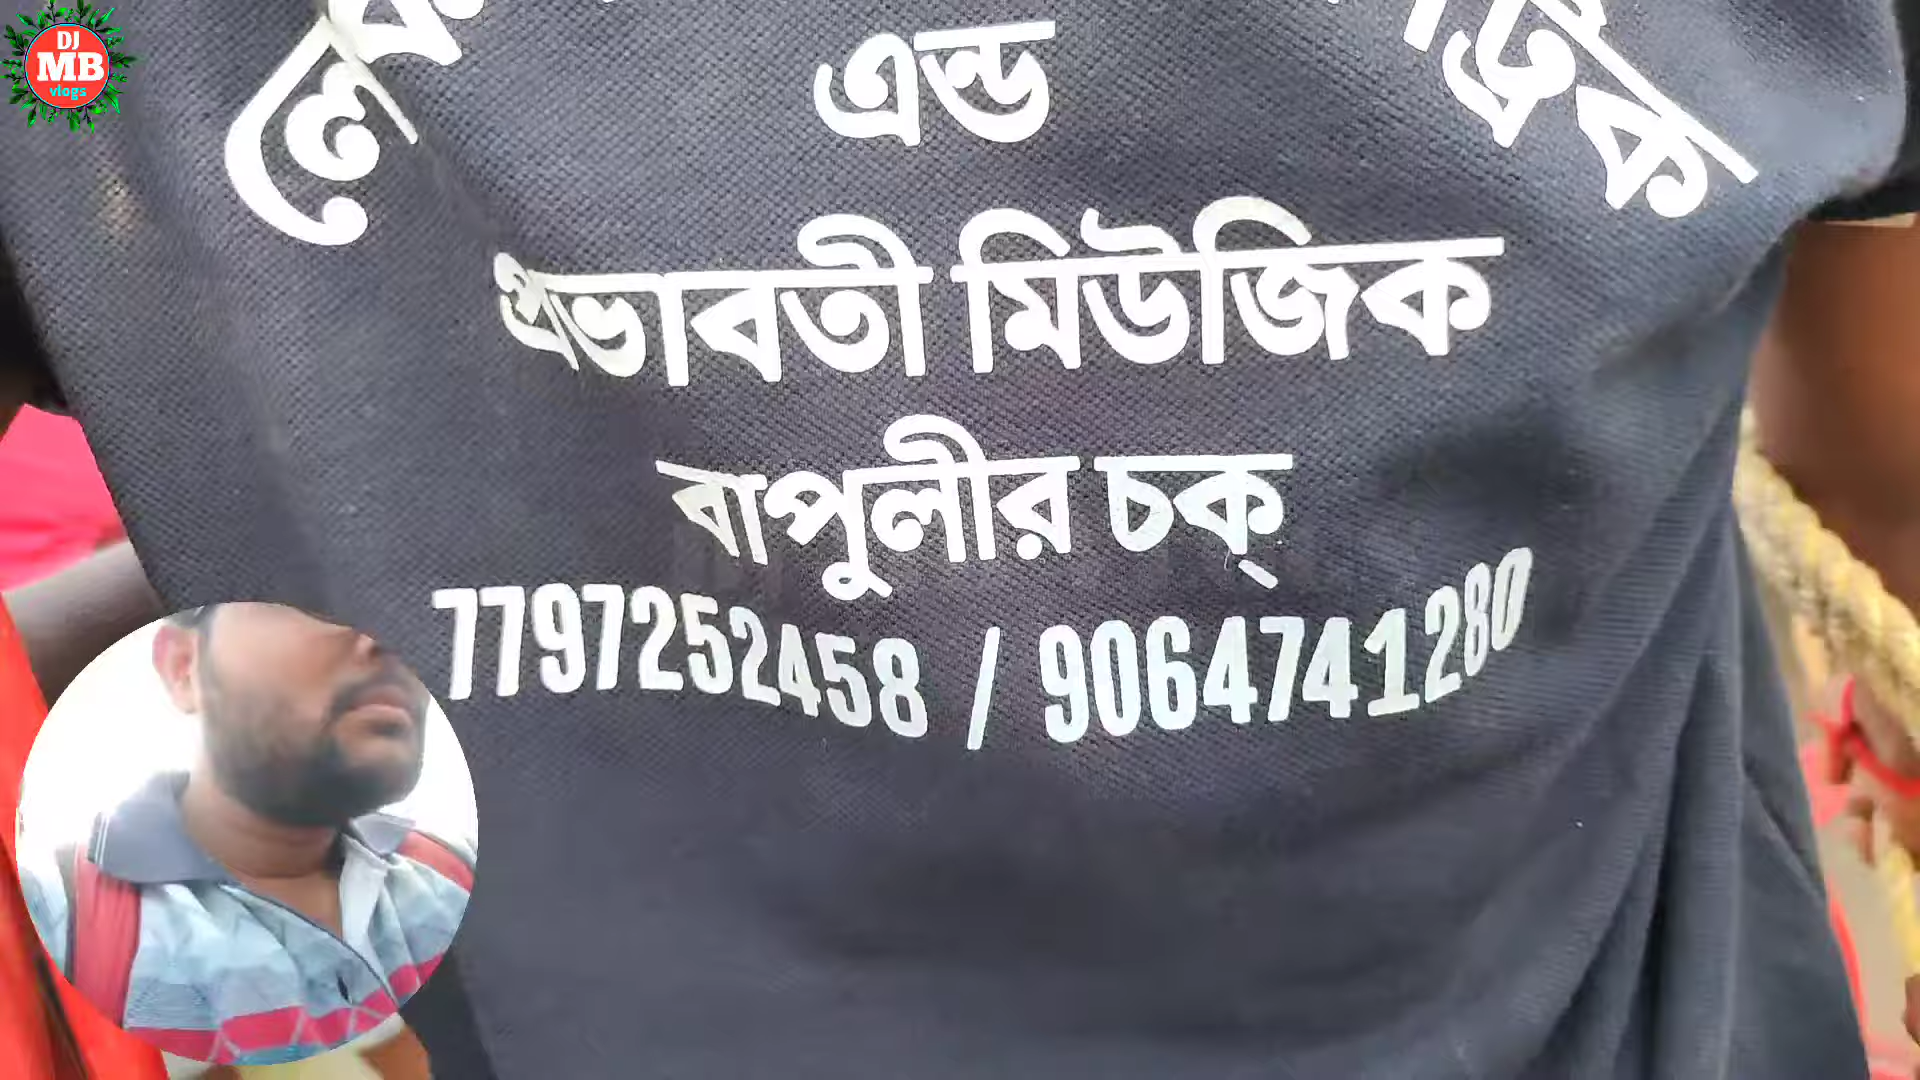 DJ
MB
vlogs
এন্ড
প্রভাবতী মিউজিক
বাপুলীর চক্
7797252458 / 9064741280